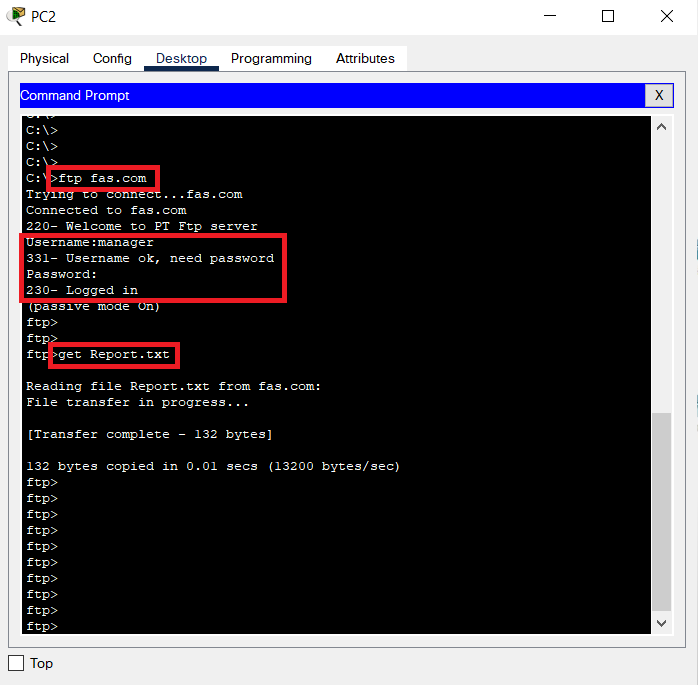 PC2
Physical Config Desktop Programming Attributes
Command Prompt X
C:\>
C:\>
C:\>
C:\>
C:\>ftp fas.com
Trying to connect...fas.com
Connected to fas.com
220- Welcome to PT Ftp server
Username:manager
331- Username ok, need password
Password:
230- Logged in
(passive mode On)
ftp>
ftp>
ftp>get Report.txt
Reading file Report.txt from fas.com:
File transfer in progress...
[Transfer complete - 132 bytes]
132 bytes copied in 0.01 secs (13200 bytes/sec)
ftp>
ftp>
ftp>
ftp>
ftp>
ftp>
ftp>
ftp>
ftp>
ftp>
Top